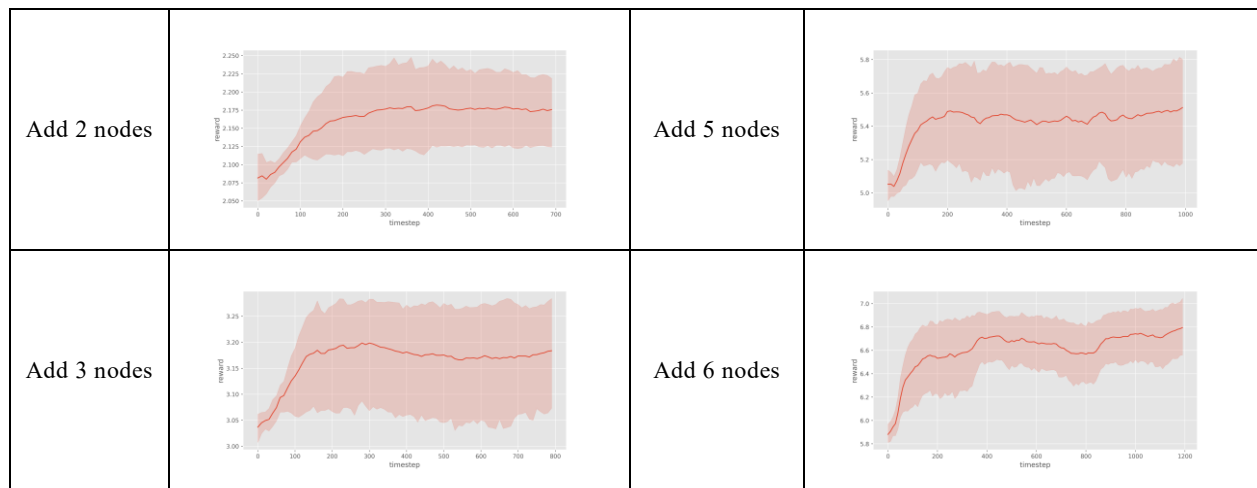 Add 2 nodes
2.250
2.225
2.200
2.175
2.150
2.125
2.100
2.075
2.050
reward
0 100 200 300 400 500 600 700
timestep
Add 5 nodes
5.8
5.6
5.4
5.2
5.0
reward
0 200 400 600 800 1000
timestep
Add 3 nodes
3.25
3.20
3.15
3.10
3.05
3.00
reward
0 100 200 300 400 500 600 700 800
timestep
Add 6 nodes
7.0
6.8
6.6
6.4
6.2
6.0
5.8
reward
0 200 400 600 800 1000 1200
timestep